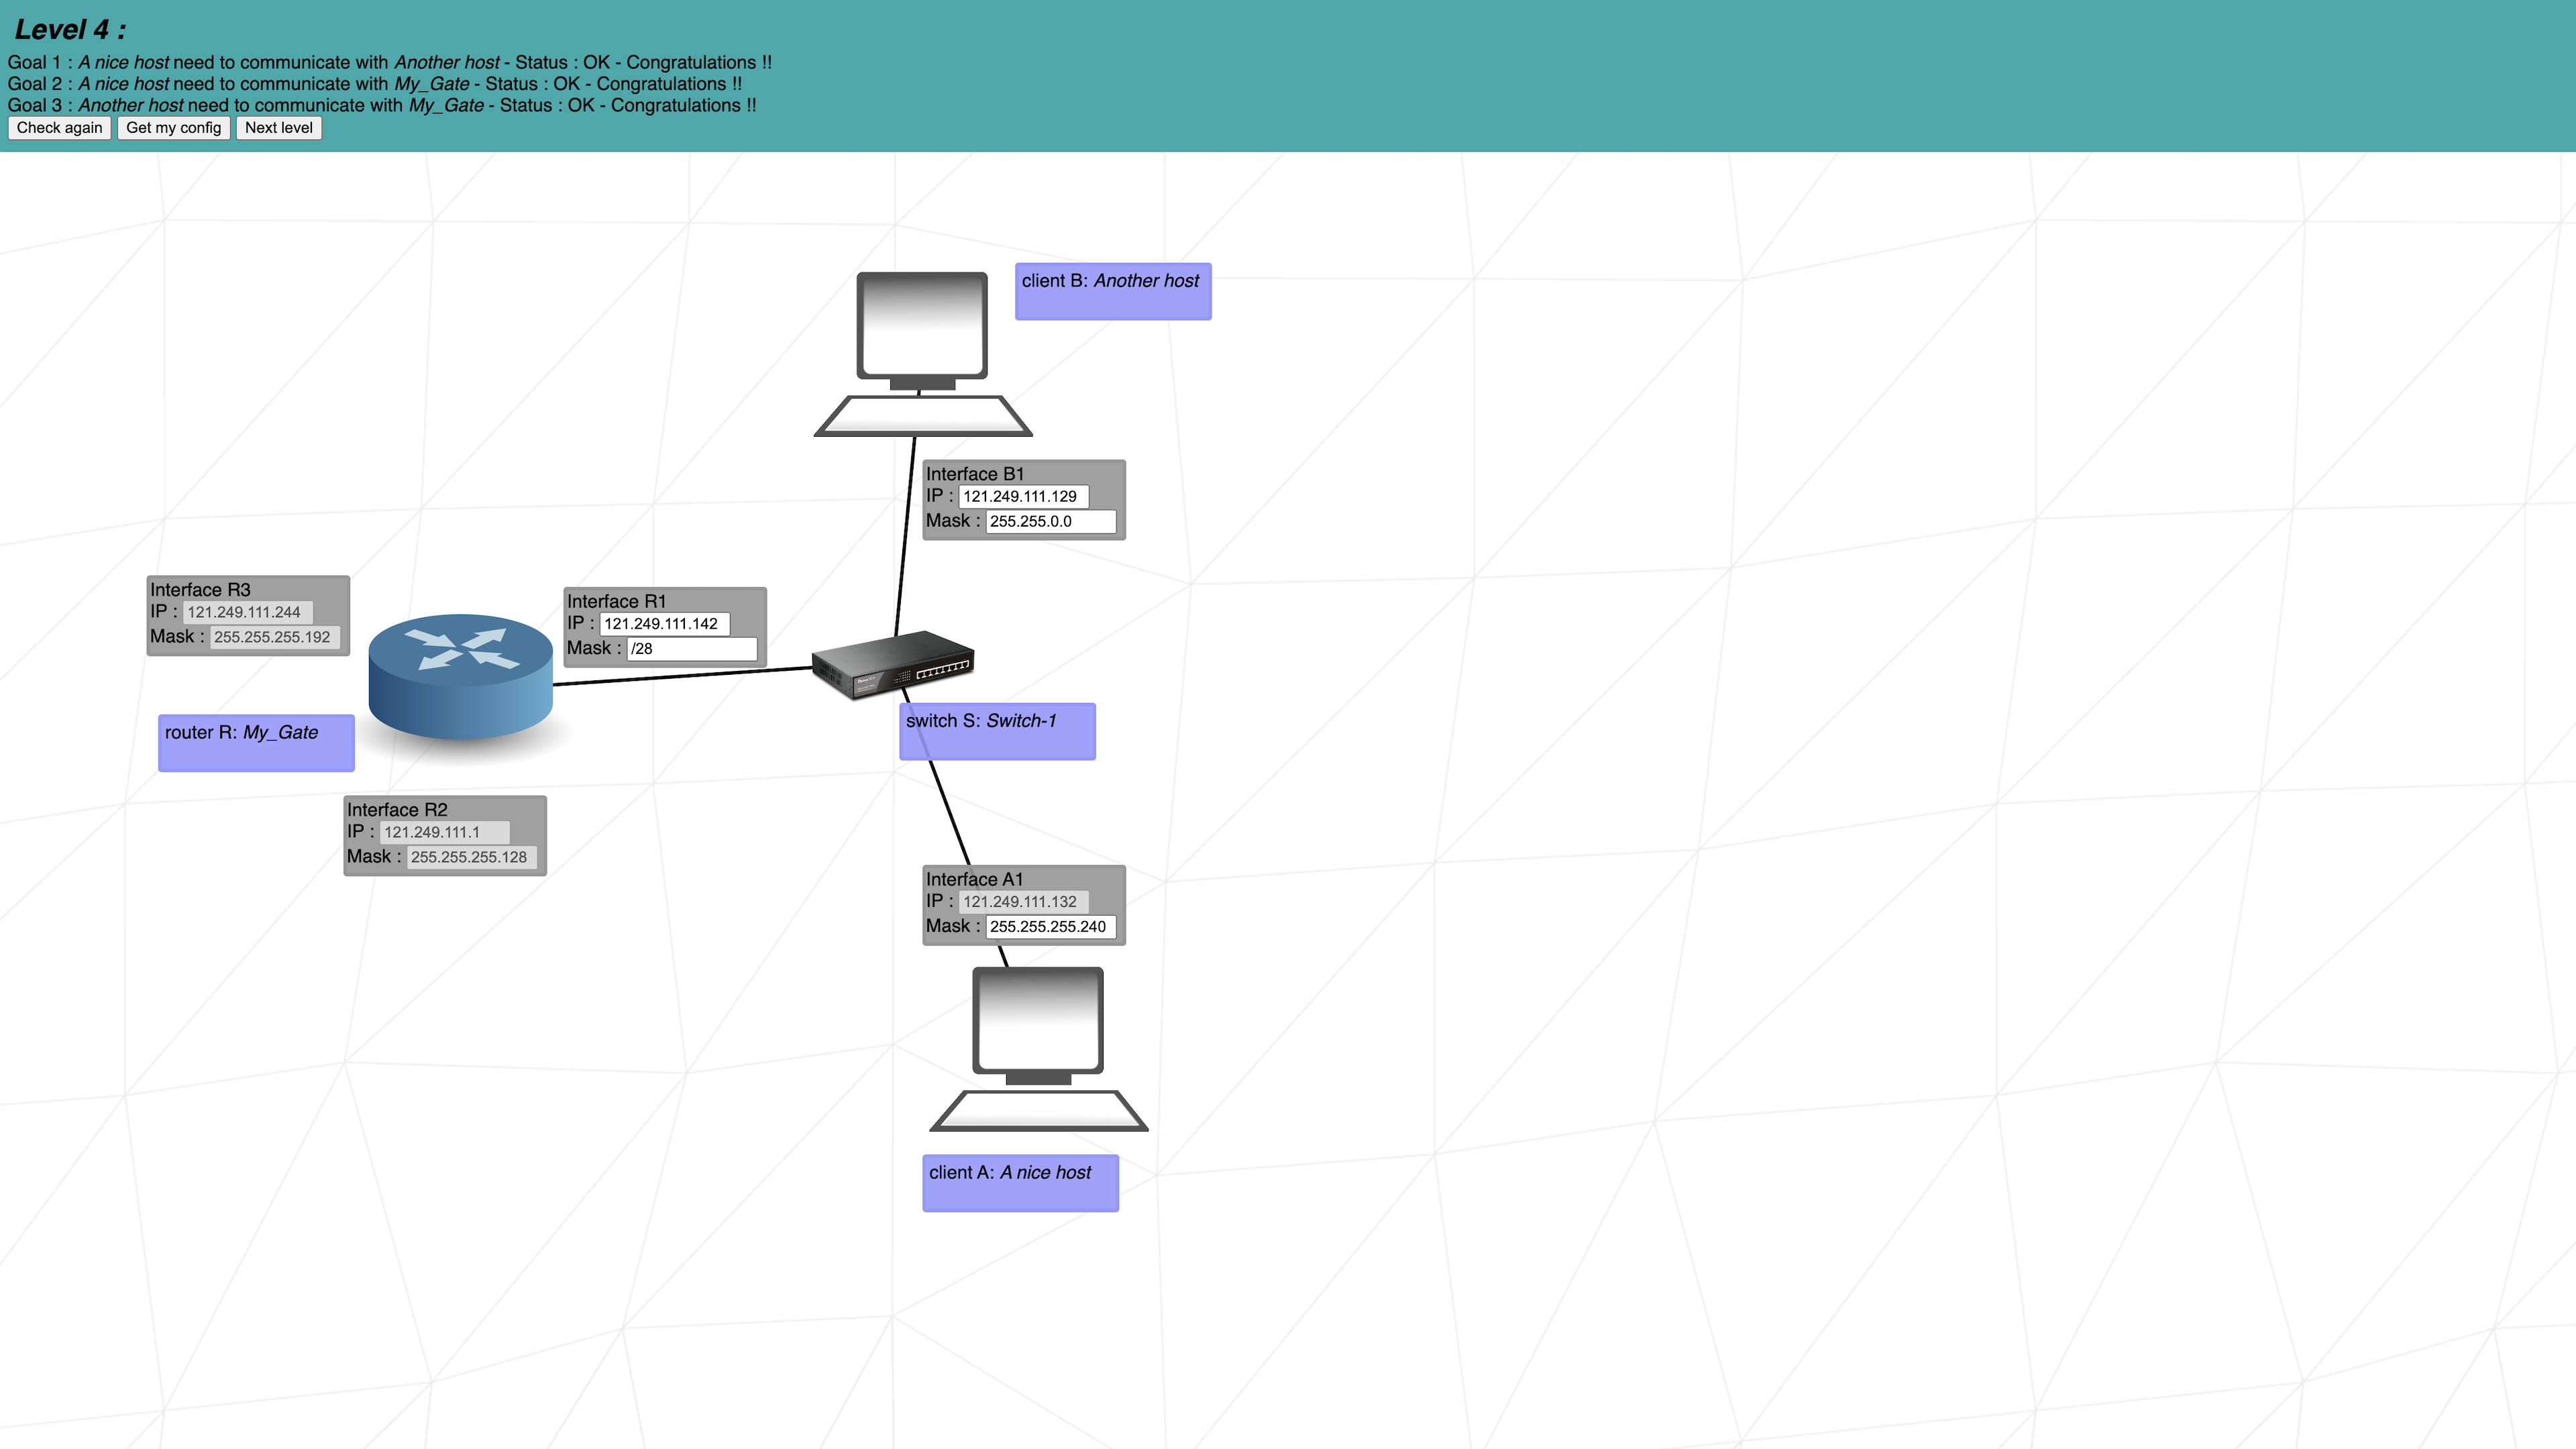 Level 4 :
Goal 1 : A nice host need to communicate with Another host - Status : OK - Congratulations !!
Goal 2 : A nice host need to communicate with My_Gate - Status : OK - Congratulations !!
Goal 3 : Another host need to communicate with My_Gate - Status : OK - Congratulations !!
Check again Get my config Next level
client B: Another host
Interface B1
IP : 121.249.111.129
Mask : 255.255.0.0
Interface R3
IP : 121.249.111.244
Mask : 255.255.255.192
Interface R1
IP : 121.249.111.142
Mask : /28
router R: My_Gate
switch S: Switch-1
Interface R2
IP : 121.249.111.1
Mask : 255.255.255.128
Interface A1
IP : 121.249.111.132
Mask : 255.255.255.240
client A: A nice host